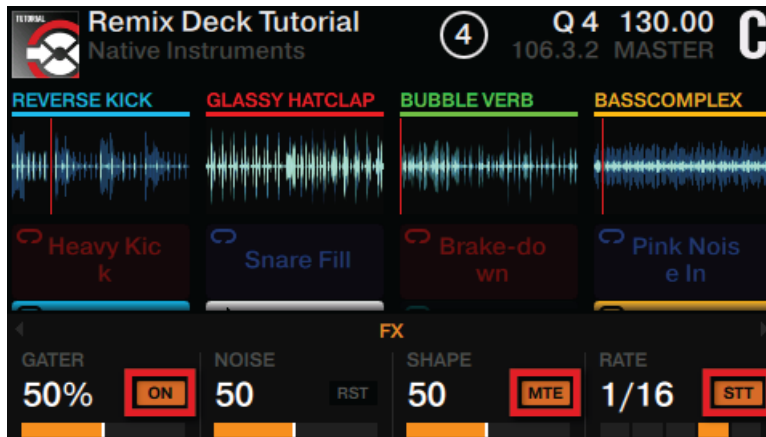 TUTORIAL
Remix Deck Tutorial
Native Instruments
4
Q 4 130.00
106.3.2 MASTER
C
REVERSE KICK GLASSY HATCLAP BUBBLE VERB BASSCOMPLEX
Heavy Kic
k
Snare Fill
Brake-do
wn
Pink Nois
e In
FX
GATER NOISE SHAPE RATE
50% ON 50 RST 50 MTE 1/16 STT